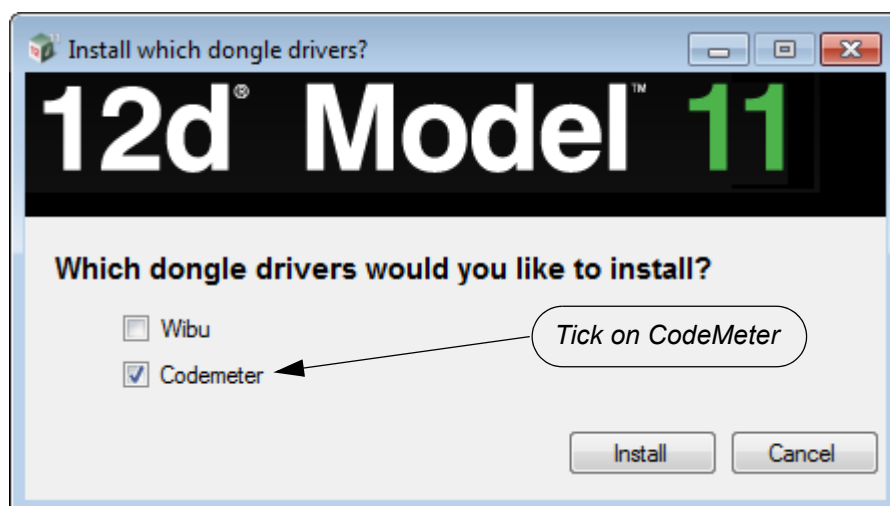 Install which dongle drivers?
12d® Model™ 11
Which dongle drivers would you like to install?
Wibu
Tick on CodeMeter
Codemeter
Install Cancel